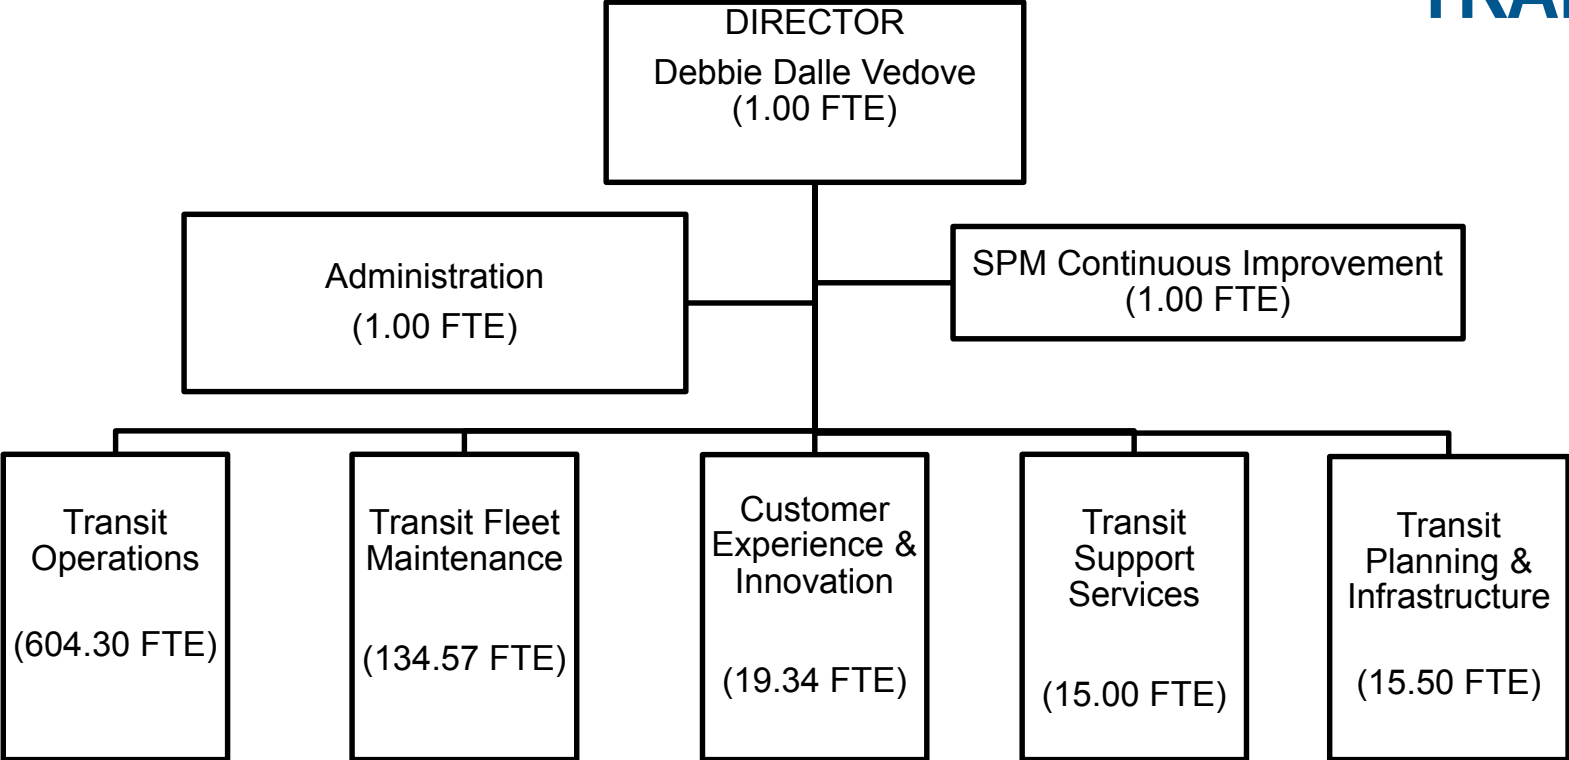 DIRECTOR
Debbie Dalle Vedove
(1.00 FTE)
Administration
(1.00 FTE)
SPM Continuous Improvement
(1.00 FTE)
Transit
Operations
(604.30 FTE)
Transit Fleet
Maintenance
(134.57 FTE)
Customer
Experience &
Innovation
(19.34 FTE)
Transit
Support
Services
(15.00 FTE)
Transit
Planning &
Infrastructure
(15.50 FTE)